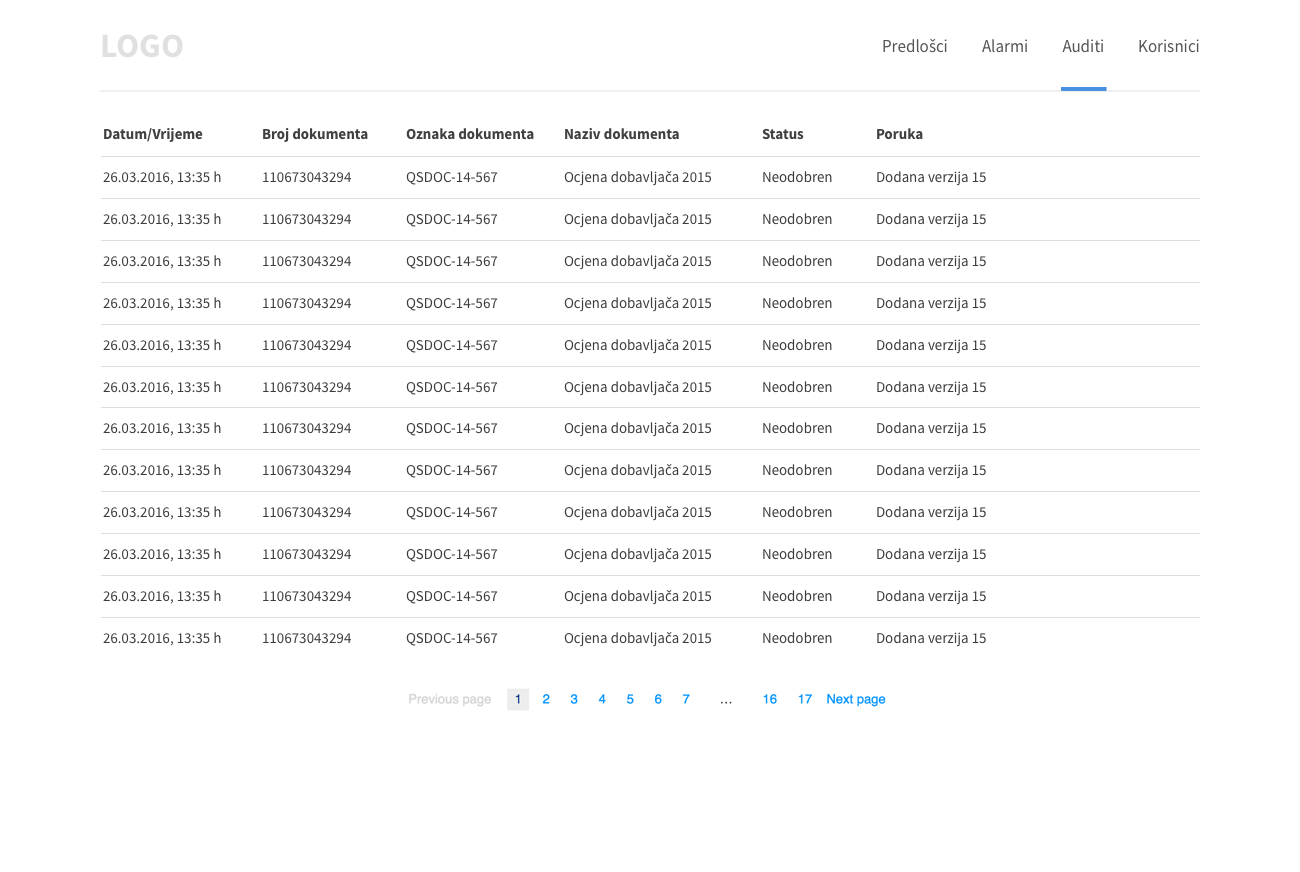 LOGO Predlošci Alarmi Auditi Korisnici
Datum/Vrijeme Broj dokumenta Oznaka dokumenta Naziv dokumenta Status Poruka
26.03.2016, 13:35 h 110673043294 QSDOC-14-567 Ocjena dobavljača 2015 Neodobren Dodana verzija 15
26.03.2016, 13:35 h 110673043294 QSDOC-14-567 Ocjena dobavljača 2015 Neodobren Dodana verzija 15
26.03.2016, 13:35 h 110673043294 QSDOC-14-567 Ocjena dobavljača 2015 Neodobren Dodana verzija 15
26.03.2016, 13:35 h 110673043294 QSDOC-14-567 Ocjena dobavljača 2015 Neodobren Dodana verzija 15
26.03.2016, 13:35 h 110673043294 QSDOC-14-567 Ocjena dobavljača 2015 Neodobren Dodana verzija 15
26.03.2016, 13:35 h 110673043294 QSDOC-14-567 Ocjena dobavljača 2015 Neodobren Dodana verzija 15
26.03.2016, 13:35 h 110673043294 QSDOC-14-567 Ocjena dobavljača 2015 Neodobren Dodana verzija 15
26.03.2016, 13:35 h 110673043294 QSDOC-14-567 Ocjena dobavljača 2015 Neodobren Dodana verzija 15
26.03.2016, 13:35 h 110673043294 QSDOC-14-567 Ocjena dobavljača 2015 Neodobren Dodana verzija 15
26.03.2016, 13:35 h 110673043294 QSDOC-14-567 Ocjena dobavljača 2015 Neodobren Dodana verzija 15
26.03.2016, 13:35 h 110673043294 QSDOC-14-567 Ocjena dobavljača 2015 Neodobren Dodana verzija 15
26.03.2016, 13:35 h 110673043294 QSDOC-14-567 Ocjena dobavljača 2015 Neodobren Dodana verzija 15
Previous page 1 2 3 4 5 6 7 ... 16 17 Next page